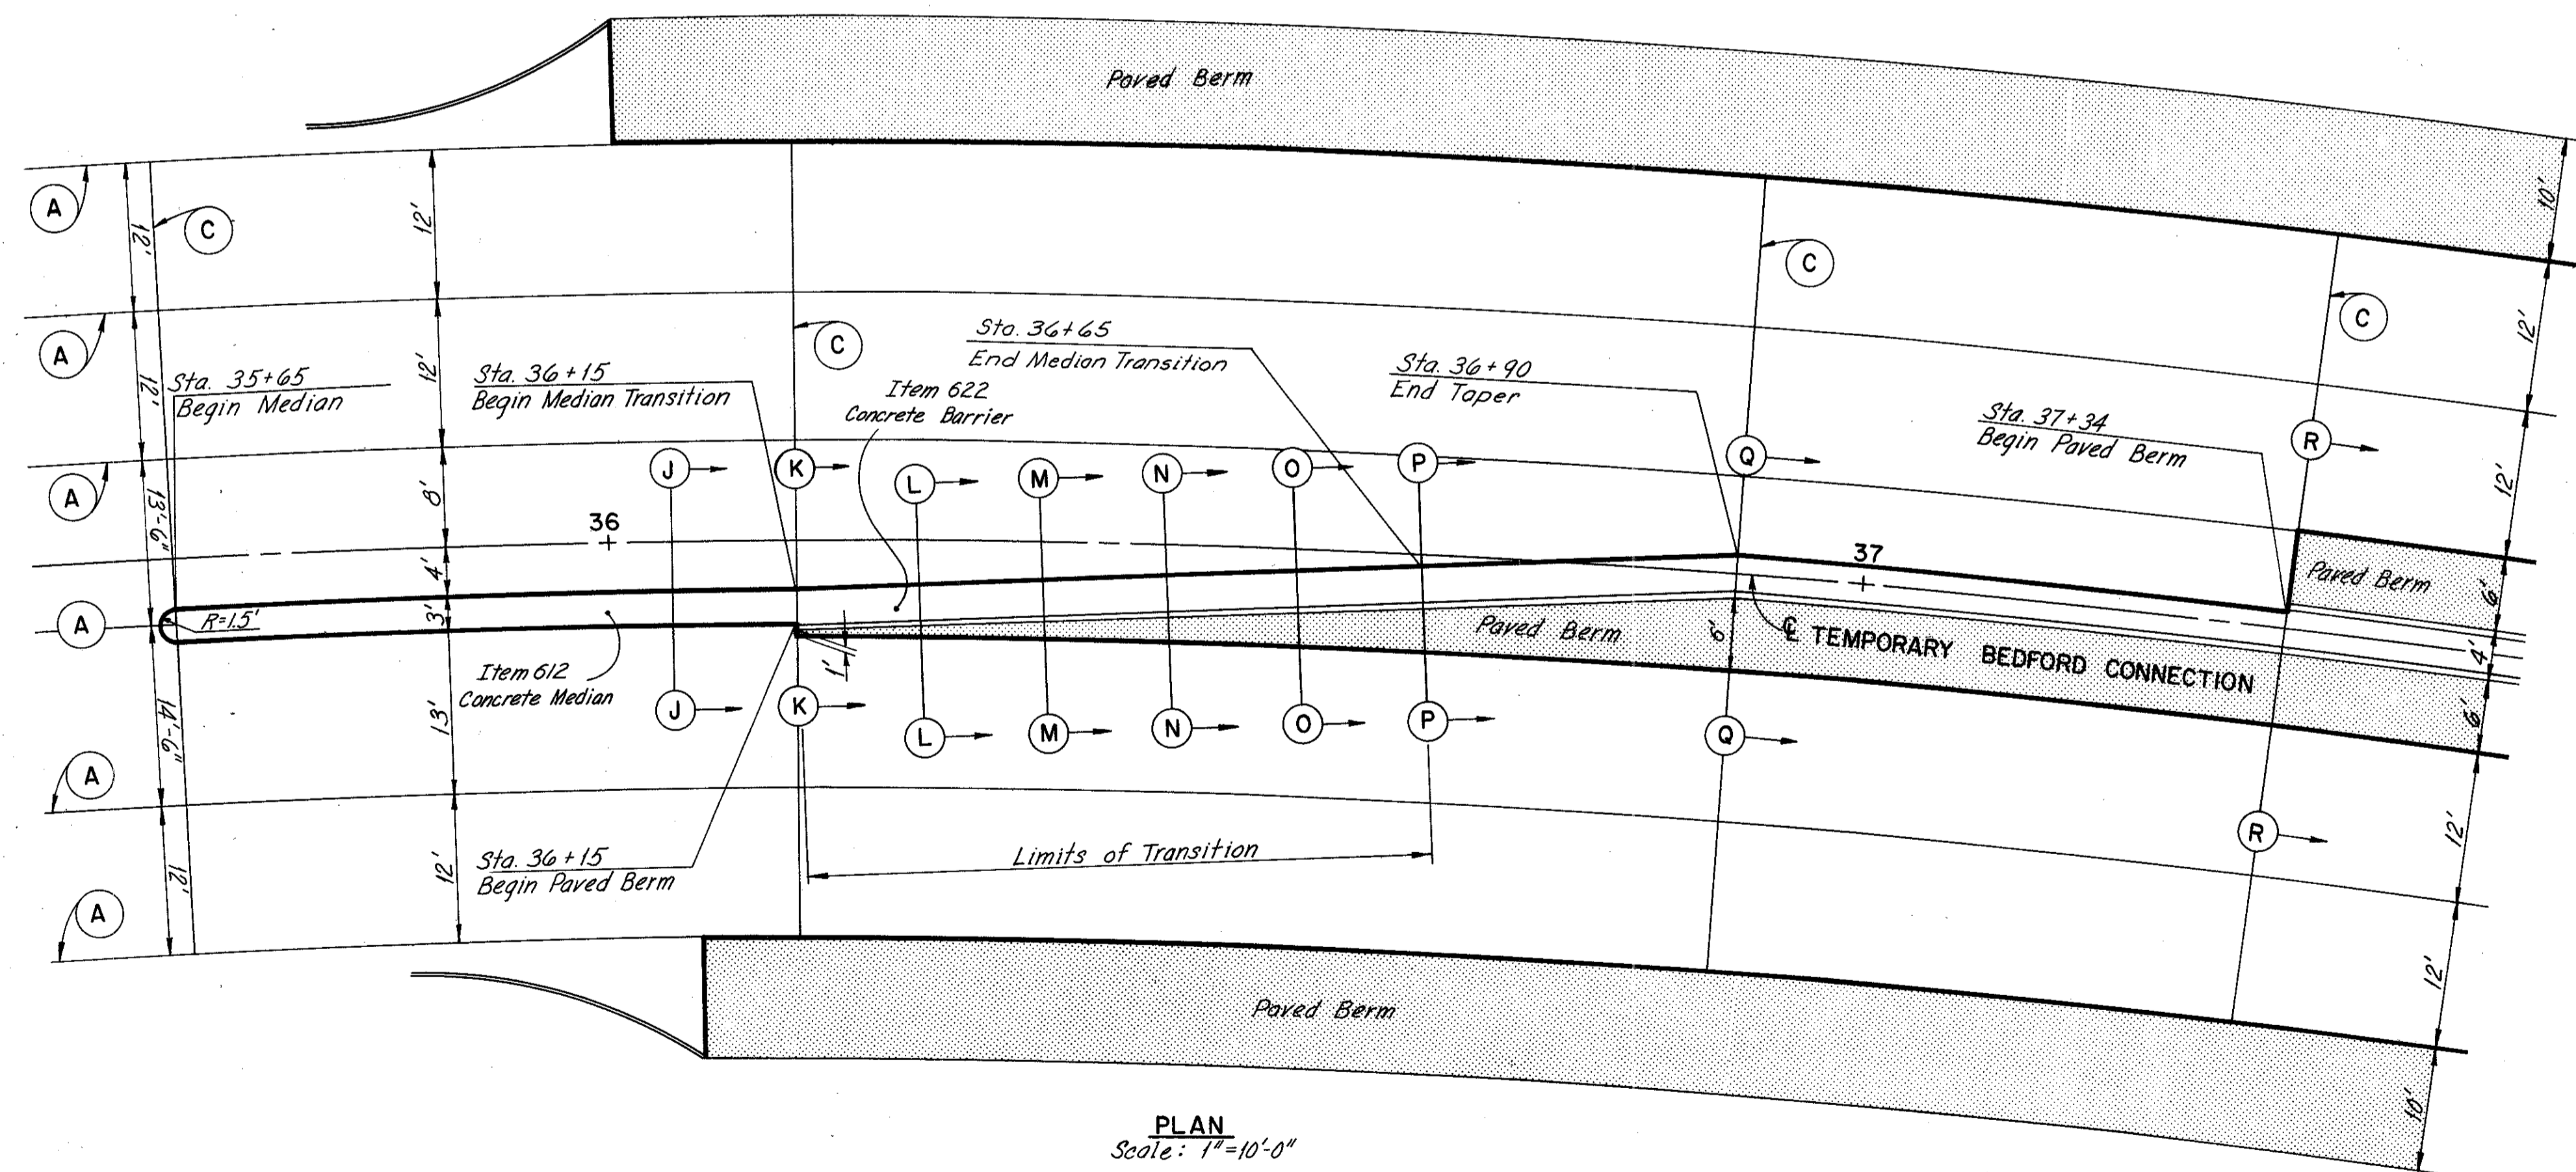 Paved Berm
10'
A
C
12'
12'
12'
A
12'
12'
C
C
C
12'
Sta. 35+65
Begin Median
Sta. 36+15
Begin Median Transition
Item 622
Concrete Barrier
Sta. 36+65
End Median Transition
Sta. 36+90
End Taper
Sta. 37+34
Begin Paved Berm
A
13'-6"
8'
J
K
L
M
N
O
P
Q
R
12'
36
37
4'
Paved Berm
6'
A
R=1.5'
3'
Item 612
Concrete Median
1'
Paved Berm
6'
℄ TEMPORARY BEDFORD CONNECTION
4'
6'
14'-6"
13'
J
K
L
M
N
O
P
Q
R
A
12'
12'
12'
A
Sta. 36+15
Begin Paved Berm
Limits of Transition
12'
Paved Berm
10'
PLAN
Scale: 1"=10'-0"